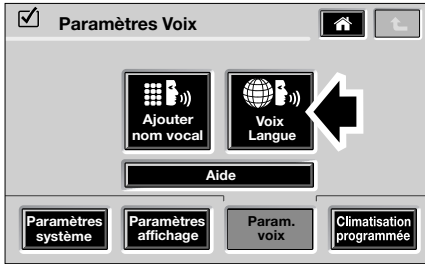 Paramètres Voix
Ajouter
nom vocal
Voix
Langue
Aide
Paramètres
système
Paramètres
affichage
Param.
voix
Climatisation
programmée